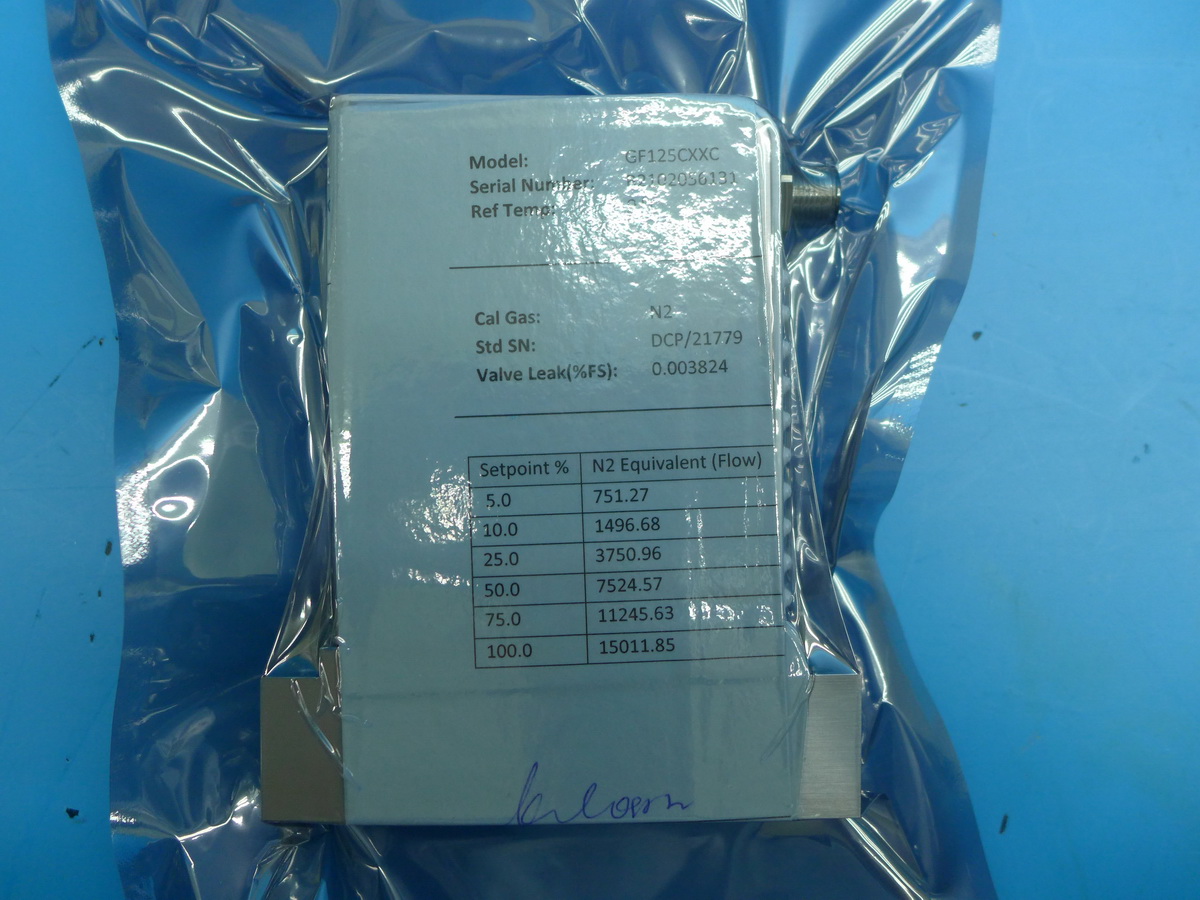 Model: GF125CXXC
Serial Number:
Ref Temp:
Cal Gas: N2
Std SN: DCP/21779
Valve Leak(%FS): 0.003824
Setpoint % N2 Equivalent (Flow)
5.0 751.27
10.0 1496.68
25.0 3750.96
50.0 7524.57
75.0 11245.63
100.0 15011.85